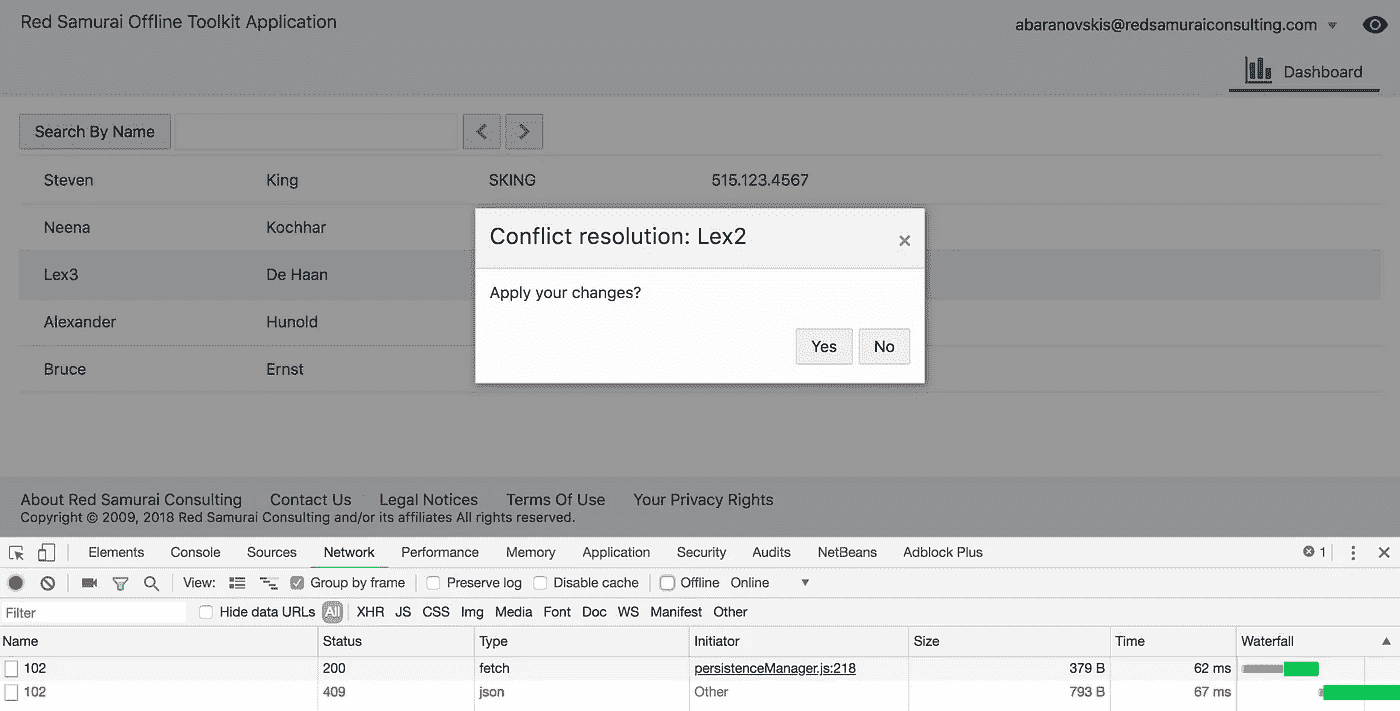 Red Samurai Offline Toolkit Application
abaranovskis@redsamuraiconsulting.com
Dashboard
Search By Name
Steven King SKING 515.123.4567
Neena Kochhar
Lex3 De Haan
Alexander Hunold
Bruce Ernst
Conflict resolution: Lex2
Apply your changes?
Yes No
About Red Samurai Consulting Contact Us Legal Notices Terms Of Use Your Privacy Rights
Copyright © 2009, 2018 Red Samurai Consulting and/or its affiliates All rights reserved.
Elements Console Sources Network Performance Memory Application Security Audits NetBeans Adblock Plus 1
View: Group by frame Preserve log Disable cache Offline Online
Filter Hide data URLs All XHR JS CSS Img Media Font Doc WS Manifest Other
Name Status Type Initiator Size Time Waterfall
102 200 fetch persistenceManager.js:218 379 B 62 ms
102 409 json Other 793 B 67 ms